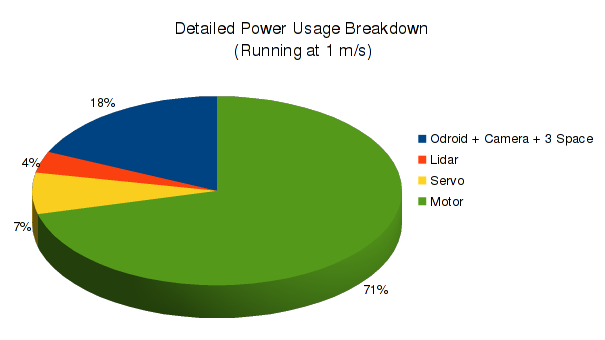 Detailed Power Usage Breakdown
(Running at 1 m/s)
18%
4%
7%
71%
Odroid + Camera + 3 Space
Lidar
Servo
Motor